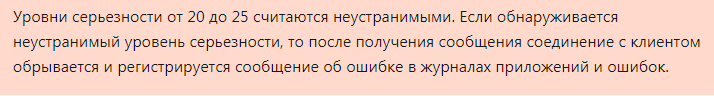 Уровни серьезности от 20 до 25 считаются неустранимыми. Если обнаруживается
неустранимый уровень серьезности, то после получения сообщения соединение с клиентом
обрывается и регистрируется сообщение об ошибке в журналах приложений и ошибок.